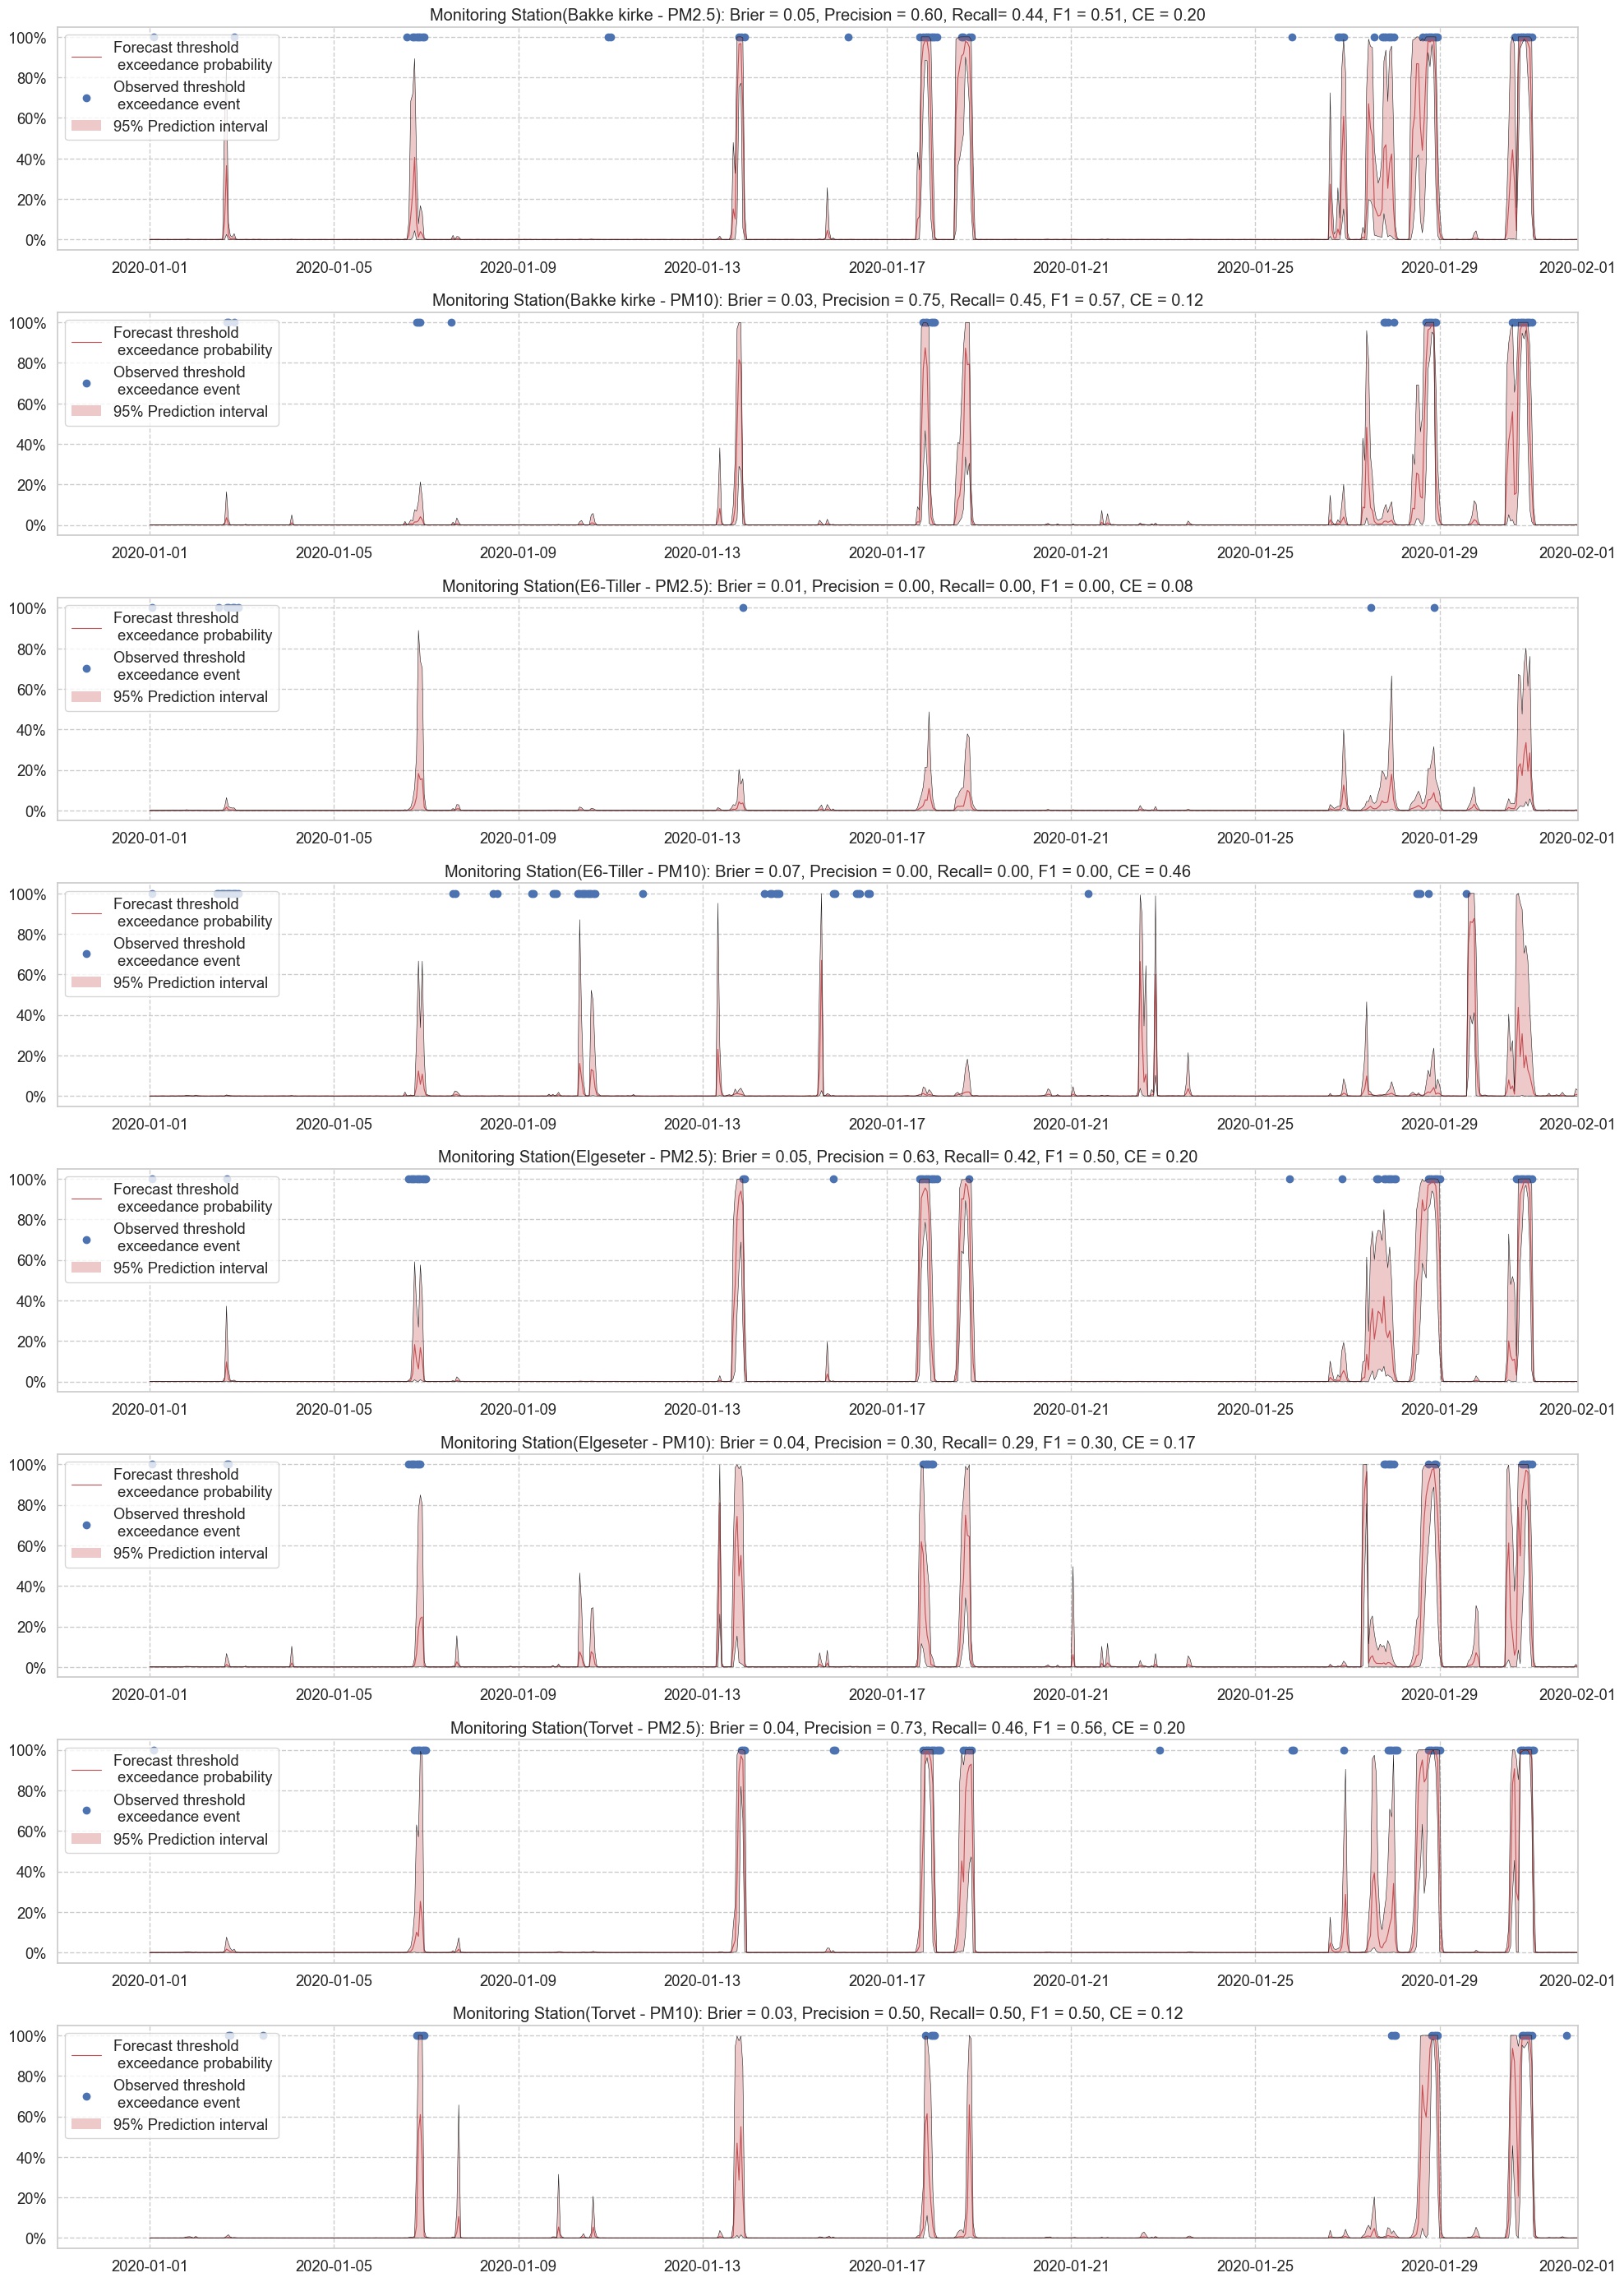 Monitoring Station(Bakke kirke - PM2.5): Brier = 0.05, Precision = 0.60, Recall= 0.44, F1 = 0.51, CE = 0.20
100%
80%
60%
40%
20%
0%
Forecast threshold
exceedance probability
Observed threshold
exceedance event
95% Prediction interval
2020-01-01 2020-01-05 2020-01-09 2020-01-13 2020-01-17 2020-01-21 2020-01-25 2020-01-29 2020-02-01
Monitoring Station(Bakke kirke - PM10): Brier = 0.03, Precision = 0.75, Recall= 0.45, F1 = 0.57, CE = 0.12
100%
80%
60%
40%
20%
0%
Forecast threshold
exceedance probability
Observed threshold
exceedance event
95% Prediction interval
2020-01-01 2020-01-05 2020-01-09 2020-01-13 2020-01-17 2020-01-21 2020-01-25 2020-01-29 2020-02-01
Monitoring Station(E6-Tiller - PM2.5): Brier = 0.01, Precision = 0.00, Recall= 0.00, F1 = 0.00, CE = 0.08
100%
80%
60%
40%
20%
0%
Forecast threshold
exceedance probability
Observed threshold
exceedance event
95% Prediction interval
2020-01-01 2020-01-05 2020-01-09 2020-01-13 2020-01-17 2020-01-21 2020-01-25 2020-01-29 2020-02-01
Monitoring Station(E6-Tiller - PM10): Brier = 0.07, Precision = 0.00, Recall= 0.00, F1 = 0.00, CE = 0.46
100%
80%
60%
40%
20%
0%
Forecast threshold
exceedance probability
Observed threshold
exceedance event
95% Prediction interval
2020-01-01 2020-01-05 2020-01-09 2020-01-13 2020-01-17 2020-01-21 2020-01-25 2020-01-29 2020-02-01
Monitoring Station(Elgeseter - PM2.5): Brier = 0.05, Precision = 0.63, Recall= 0.42, F1 = 0.50, CE = 0.20
100%
80%
60%
40%
20%
0%
Forecast threshold
exceedance probability
Observed threshold
exceedance event
95% Prediction interval
2020-01-01 2020-01-05 2020-01-09 2020-01-13 2020-01-17 2020-01-21 2020-01-25 2020-01-29 2020-02-01
Monitoring Station(Elgeseter - PM10): Brier = 0.04, Precision = 0.30, Recall= 0.29, F1 = 0.30, CE = 0.17
100%
80%
60%
40%
20%
0%
Forecast threshold
exceedance probability
Observed threshold
exceedance event
95% Prediction interval
2020-01-01 2020-01-05 2020-01-09 2020-01-13 2020-01-17 2020-01-21 2020-01-25 2020-01-29 2020-02-01
Monitoring Station(Torvet - PM2.5): Brier = 0.04, Precision = 0.73, Recall= 0.46, F1 = 0.56, CE = 0.20
100%
80%
60%
40%
20%
0%
Forecast threshold
exceedance probability
Observed threshold
exceedance event
95% Prediction interval
2020-01-01 2020-01-05 2020-01-09 2020-01-13 2020-01-17 2020-01-21 2020-01-25 2020-01-29 2020-02-01
Monitoring Station(Torvet - PM10): Brier = 0.03, Precision = 0.50, Recall= 0.50, F1 = 0.50, CE = 0.12
100%
80%
60%
40%
20%
0%
Forecast threshold
exceedance probability
Observed threshold
exceedance event
95% Prediction interval
2020-01-01 2020-01-05 2020-01-09 2020-01-13 2020-01-17 2020-01-21 2020-01-25 2020-01-29 2020-02-01